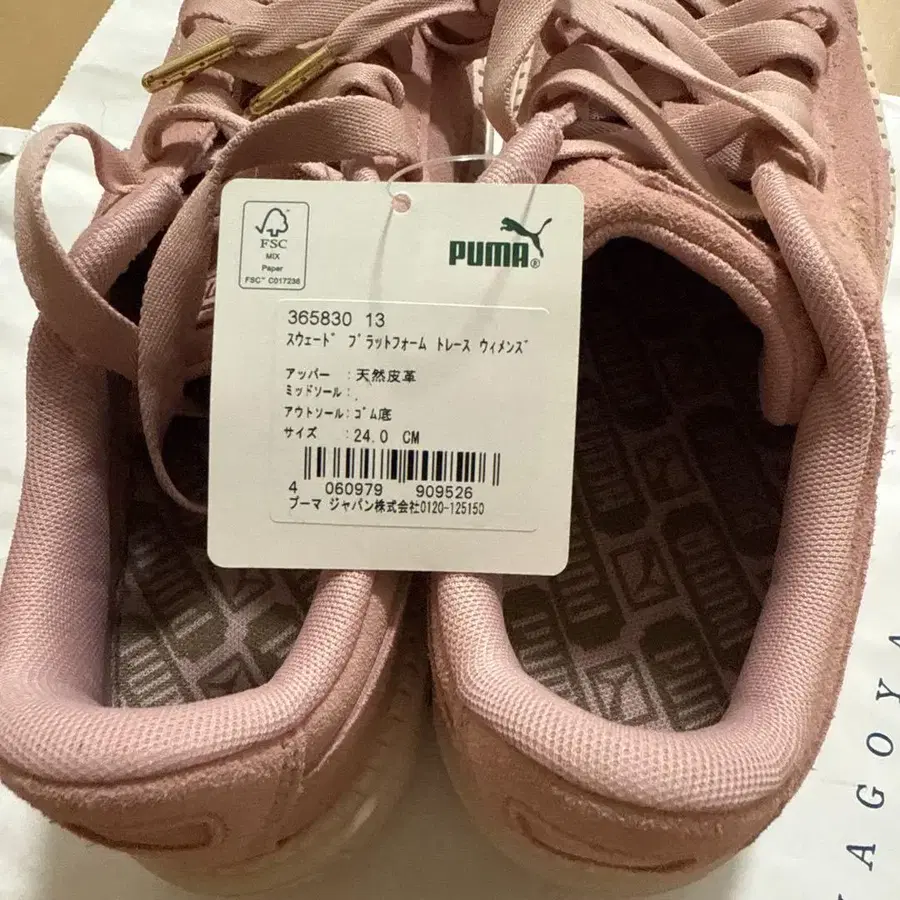 FSC
MIX
Paper
FSC™ C017236
PUMA®
365830 13
スウェード プラットフォーム トレース ウィメンズ
アッパー :天然皮革
ミッドソール:
アウトソール:ゴム底
サイズ :24.0 CM
4 060979 909526
プーマ ジャパン株式会社0120-125150
AGOYA